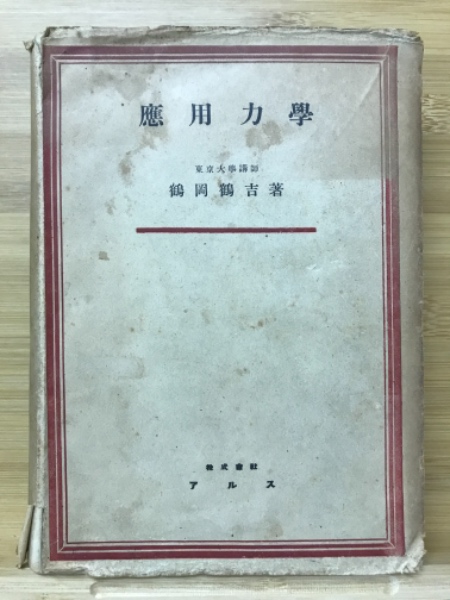 應用力學
東京大學講師
鶴岡鶴吉著
株式會社
アルス